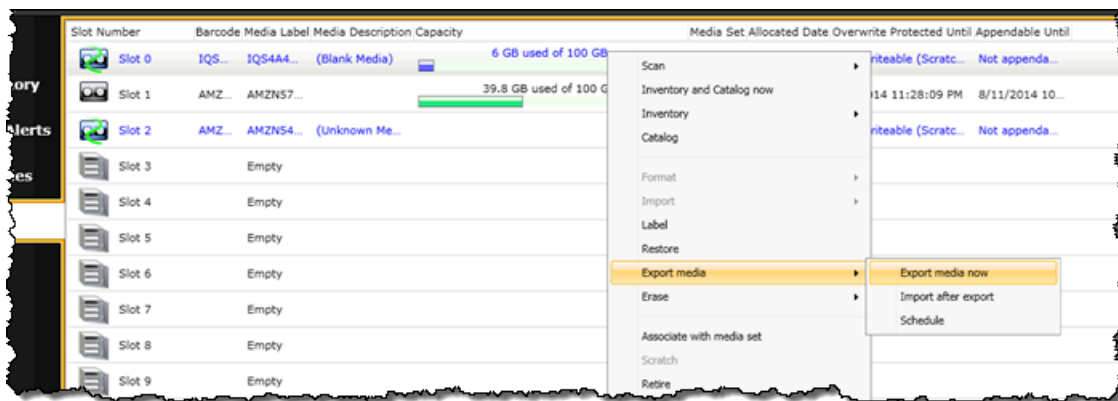 Slot Number Barcode Media Label Media Description Capacity Media Set Allocated Date Overwrite Protected Until Appendable Until
Slot 0 IQS... IQS4A4... (Blank Media) 6 GB used of 100 GB riteable (Scratc... Not appenda...
Scan
ory
Slot 1 AMZ... AMZN57... 39.8 GB used of 100 G 14 11:28:09 PM 8/11/2014 10...
Inventory and Catalog now
Inventory
Alerts
Slot 2 AMZ... AMZN54... (Unknown Me... riteable (Scratc... Not appenda...
Catalog
es
Slot 3 Empty
Format
Slot 4 Empty
Import
Label
Slot 5 Empty
Restore
Slot 6 Empty
Export media Export media now
Erase Import after export
Slot 7 Empty
Schedule
Slot 8 Empty
Associate with media set
Scratch
Slot 9 Empty
Retire